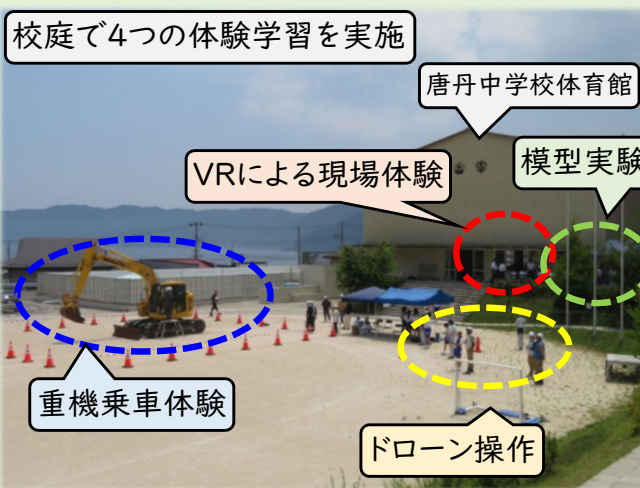 校庭で4つの体験学習を実施
唐丹中学校体育館
VRによる現場体験
模型実験
重機乗車体験
ドローン操作